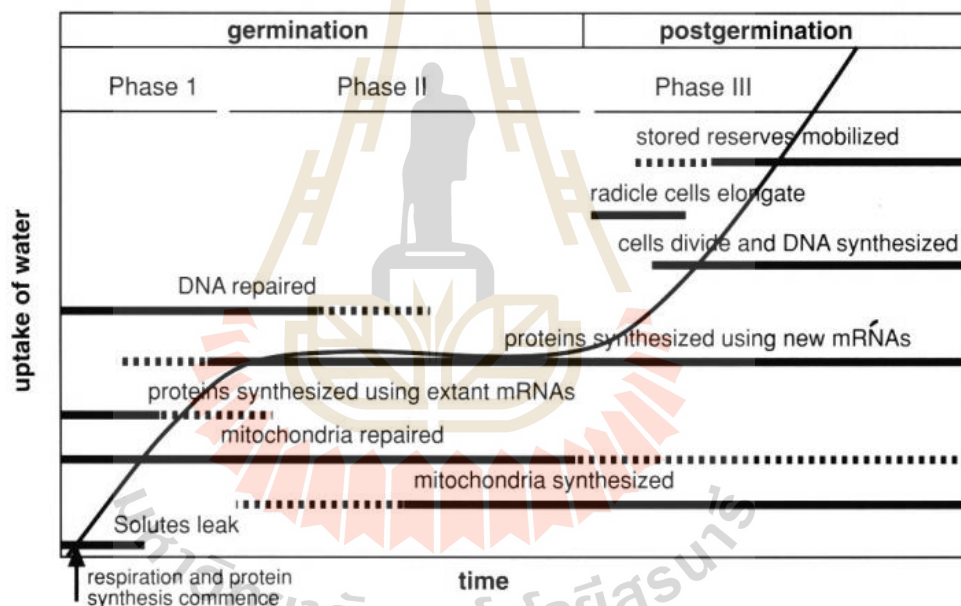 germination postgermination
Phase 1 Phase II Phase III
stored reserves mobilized
radicle cells elongate
cells divide and DNA synthesized
DNA repaired
proteins synthesized using new mRNAs
proteins synthesized using extant mRNAs
mitochondria repaired
mitochondria synthesized
Solutes leak
respiration and protein
synthesis commence
time
uptake of water